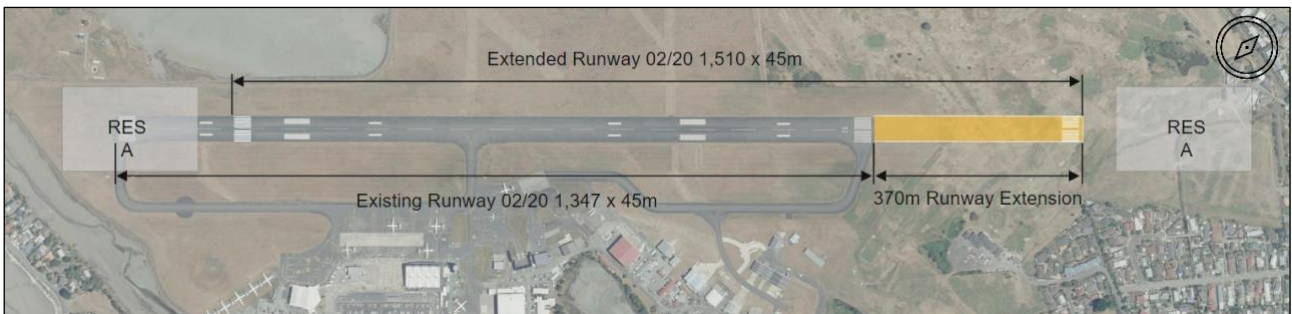 Extended Runway 02/20 1,510 x 45m
RES
A
RES
A
Existing Runway 02/20 1,347 x 45m
370m Runway Extension